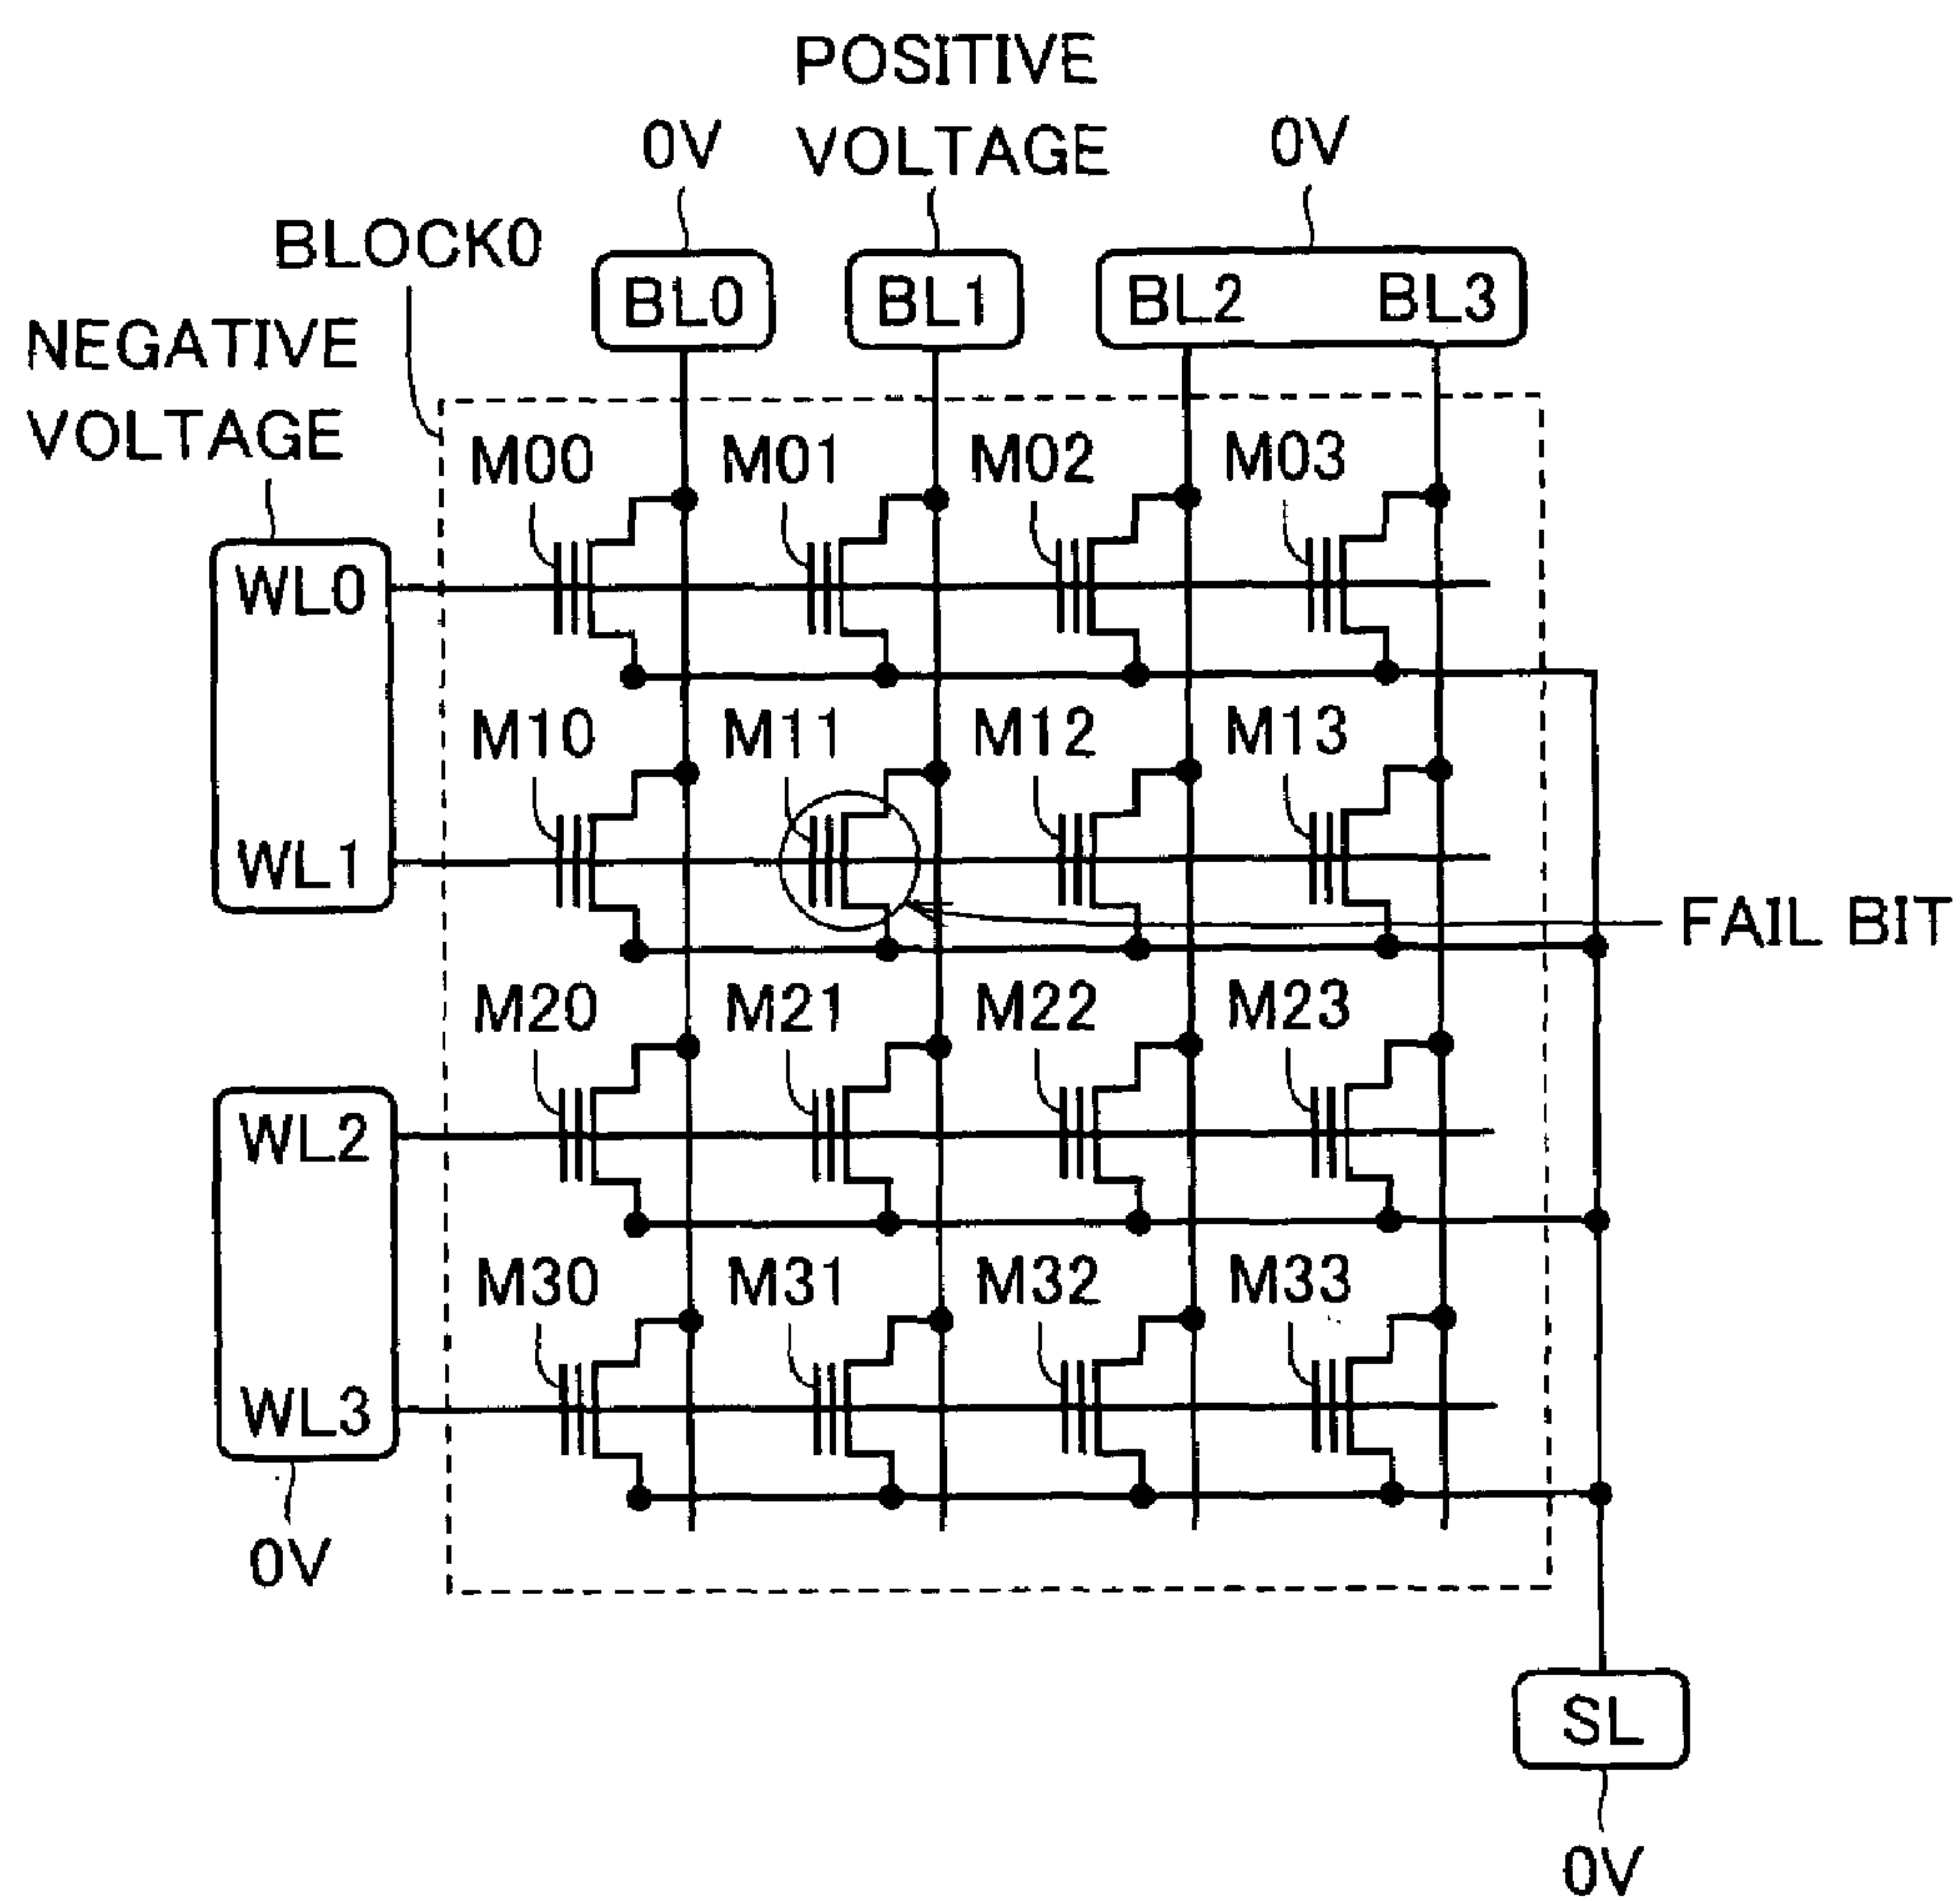 POSITIVE
VOLTAGE
0V
0V
BLOCK0
BL0
BL1
BL2
BL3
NEGATIVE
VOLTAGE
M00
M01
M02
M03
WL0
M10
M11
M12
M13
WL1
FAIL BIT
M20
M21
M22
M23
WL2
M30
M31
M32
M33
WL3
0V
SL
0V